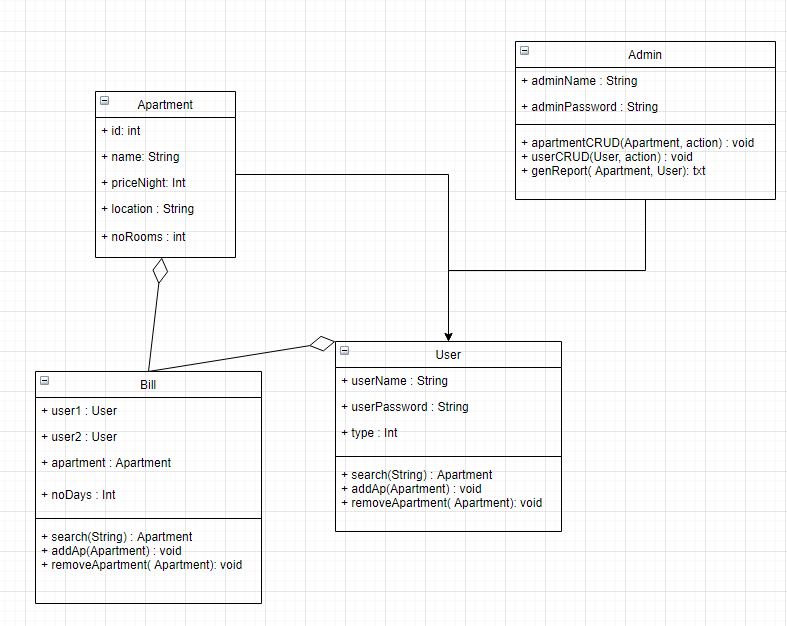 Admin
+ adminName : String
+ adminPassword : String
+ apartmentCRUD(Apartment, action) : void
+ userCRUD(User, action) : void
+ genReport( Apartment, User): txt
Apartment
+ id: int
+ name: String
+ priceNight: Int
+ location : String
+ noRooms : int
User
+ userName : String
+ userPassword : String
+ type : Int
+ search(String) : Apartment
+ addAp(Apartment) : void
+ removeApartment( Apartment): void
Bill
+ user1 : User
+ user2 : User
+ apartment : Apartment
+ noDays : Int
+ search(String) : Apartment
+ addAp(Apartment) : void
+ removeApartment( Apartment): void